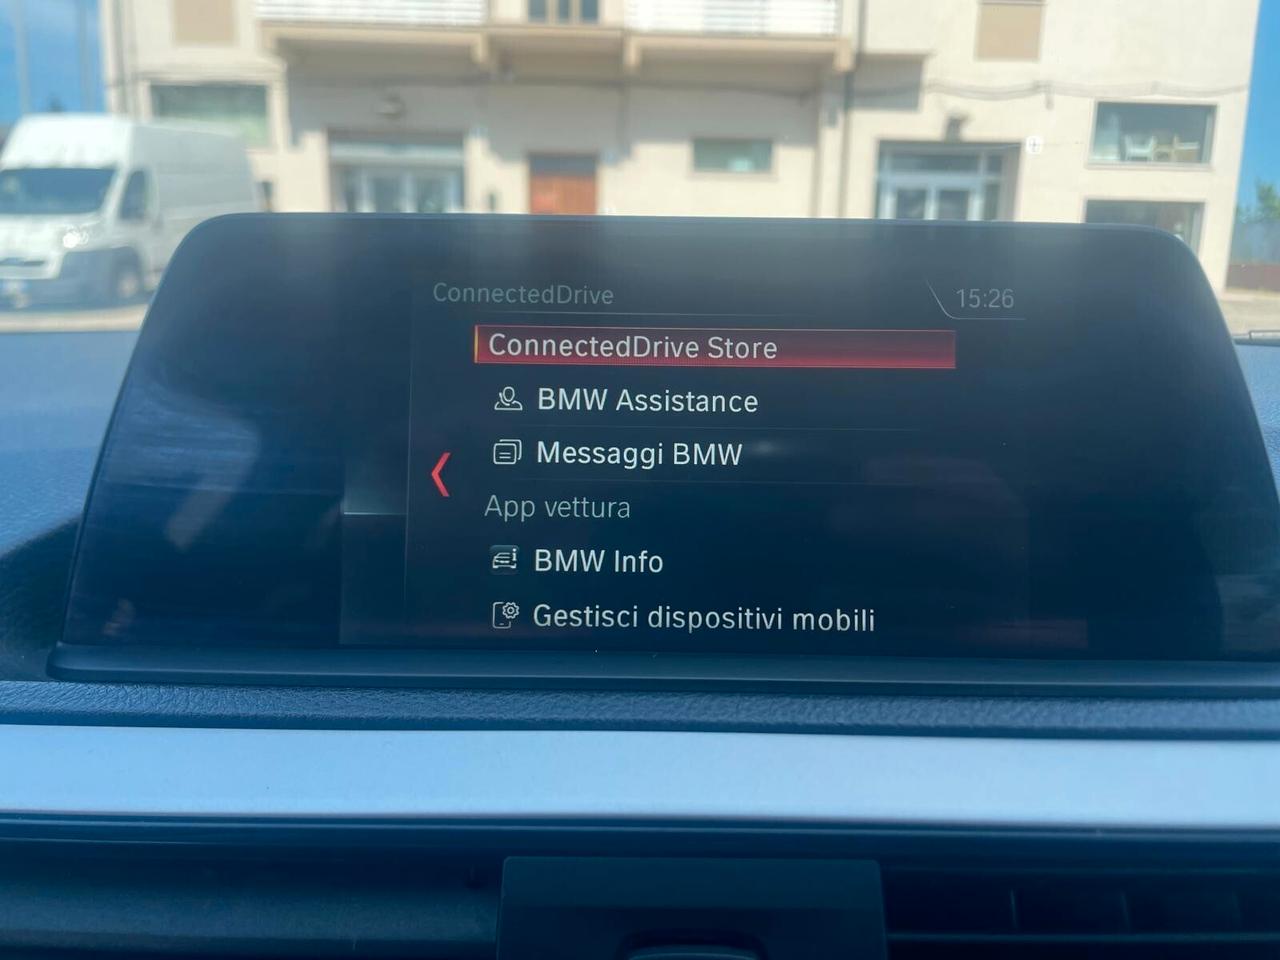 ConnectedDrive
15:26
ConnectedDrive Store
BMW Assistance
Messaggi BMW
App vettura
BMW Info
Gestisci dispositivi mobili